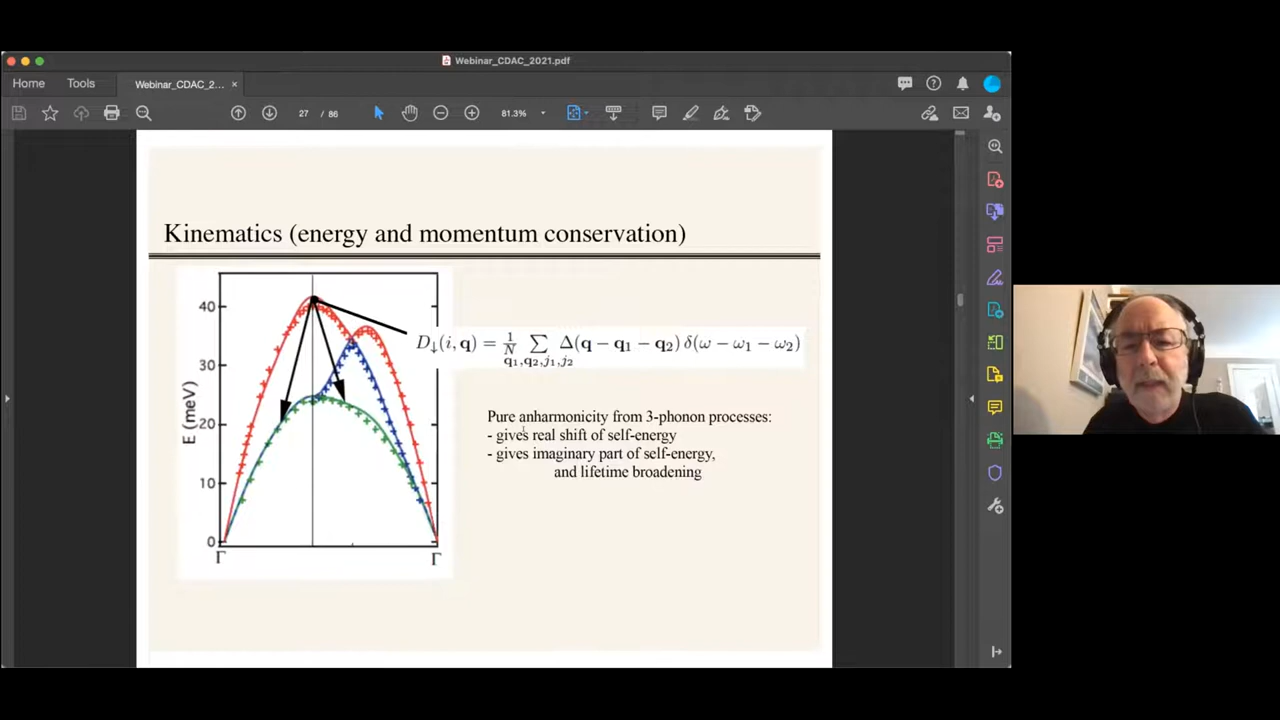 Webinar_CDAC_2021.pdf
Home
Tools
Webinar_CDAC_2... ×
27 / 86
81.3%
Kinematics (energy and momentum conservation)
40
30
20
10
0
E (meV)
Γ
Γ
D↓(i,q) = 1/N ∑ Δ(q − q1 − q2) δ(ω − ω1 − ω2)
q1,q2,j1,j2
Pure anharmonicity from 3-phonon processes:
- gives real shift of self-energy
- gives imaginary part of self-energy,
and lifetime broadening